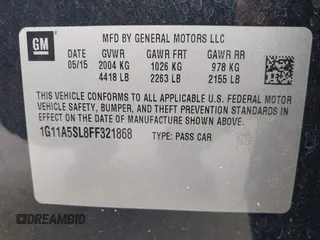 GM
MFD BY GENERAL MOTORS LLC
DATE GVWR GAWR FRT GAWR RR
05/15 2004 KG 1026 KG 978 KG
4418 LB 2263 LB 2155 LB
THIS VEHICLE CONFORMS TO ALL APPLICABLE U.S. FEDERAL MOTOR
VEHICLE SAFETY, BUMPER, AND THEFT PREVENTION STANDARDS IN
EFFECT ON THE DATE OF MANUFACTURE SHOWN ABOVE.
1G11A5SL8FF321868 TYPE: PASS CAR
DREAMBID